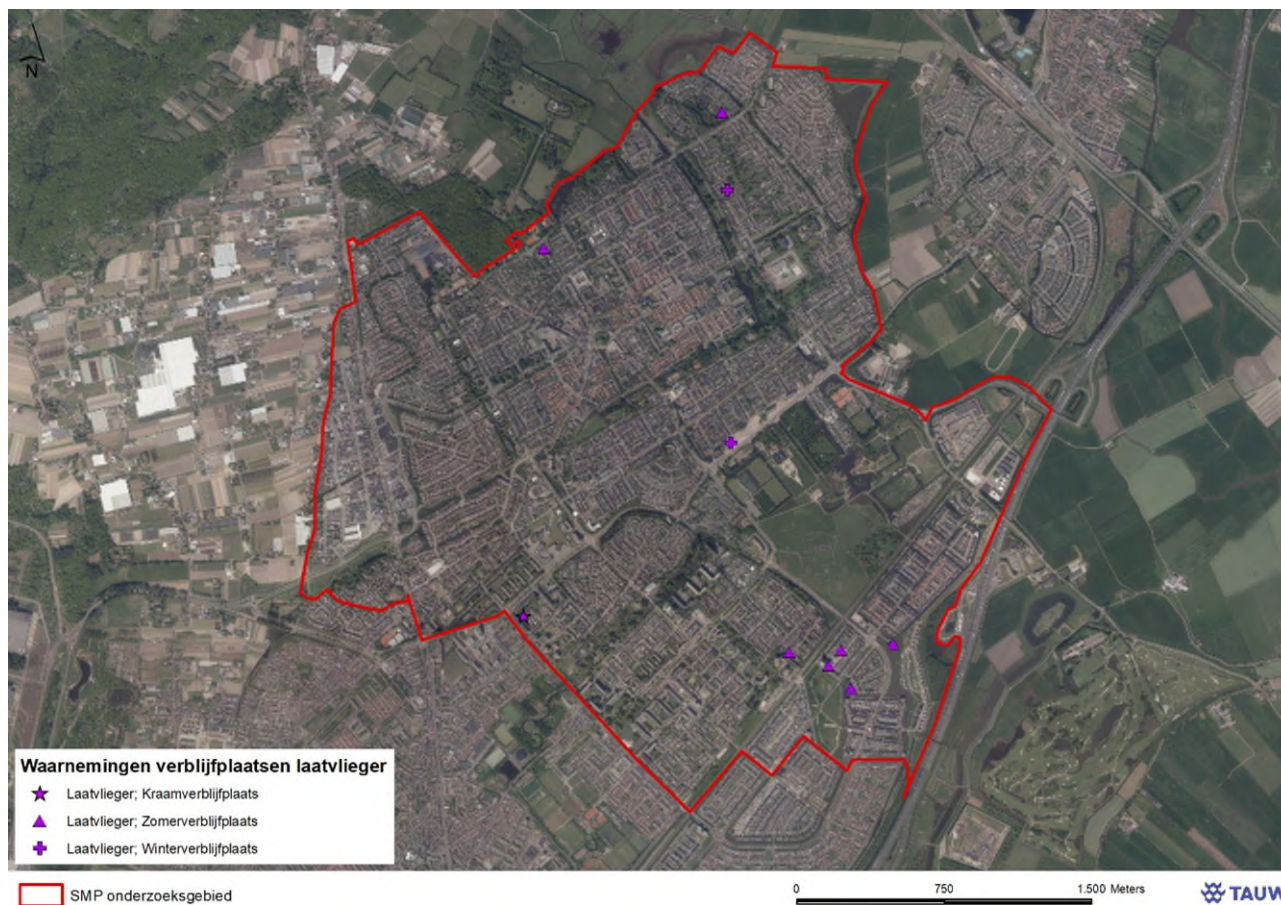 N
Waarnemingen verblijfplaatsen laatvlieger
Laatvlieger; Kraamverblijfplaats
Laatvlieger; Zomerverblijfplaats
Laatvlieger; Winterverblijfplaats
SMP onderzoeksgebied
0 750 1.500 Meters
TAUW